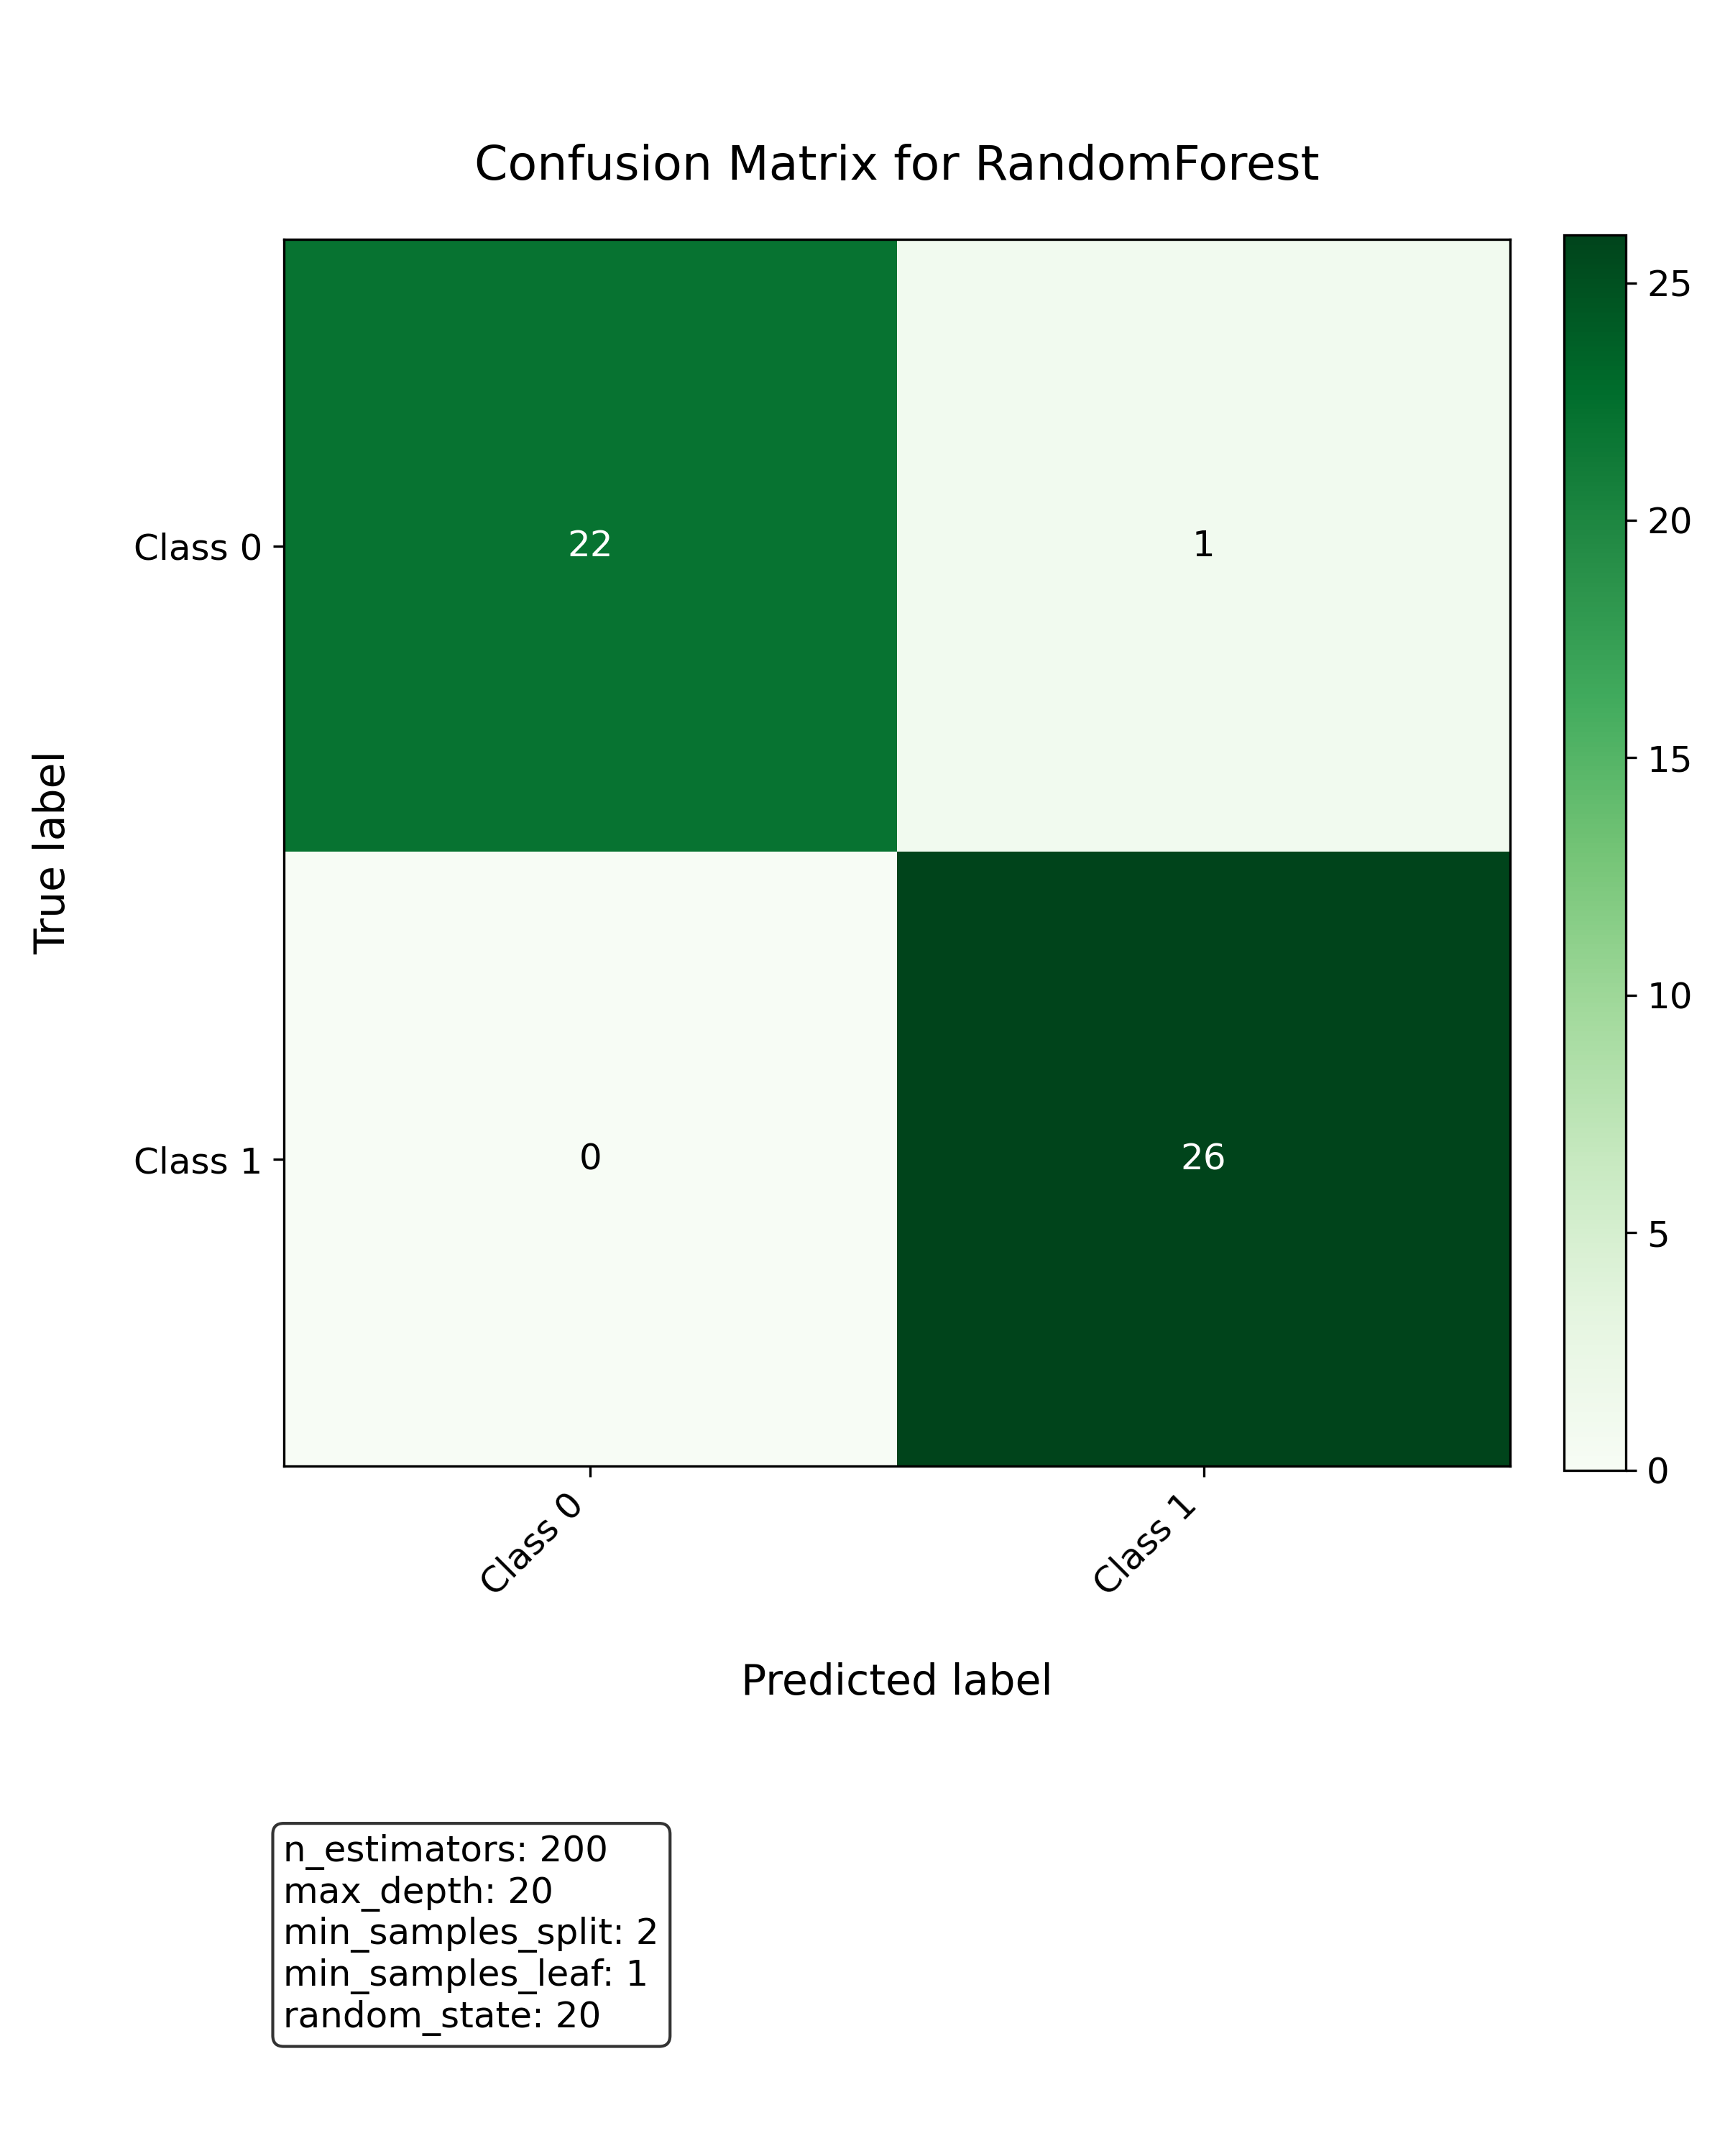 Confusion Matrix for RandomForest
25
Class 0
22
1
20
15
True label
10
Class 1
0
26
5
0
Class 0
Class 1
Predicted label
n_estimators: 200
max_depth: 20
min_samples_split: 2
min_samples_leaf: 1
random_state: 20